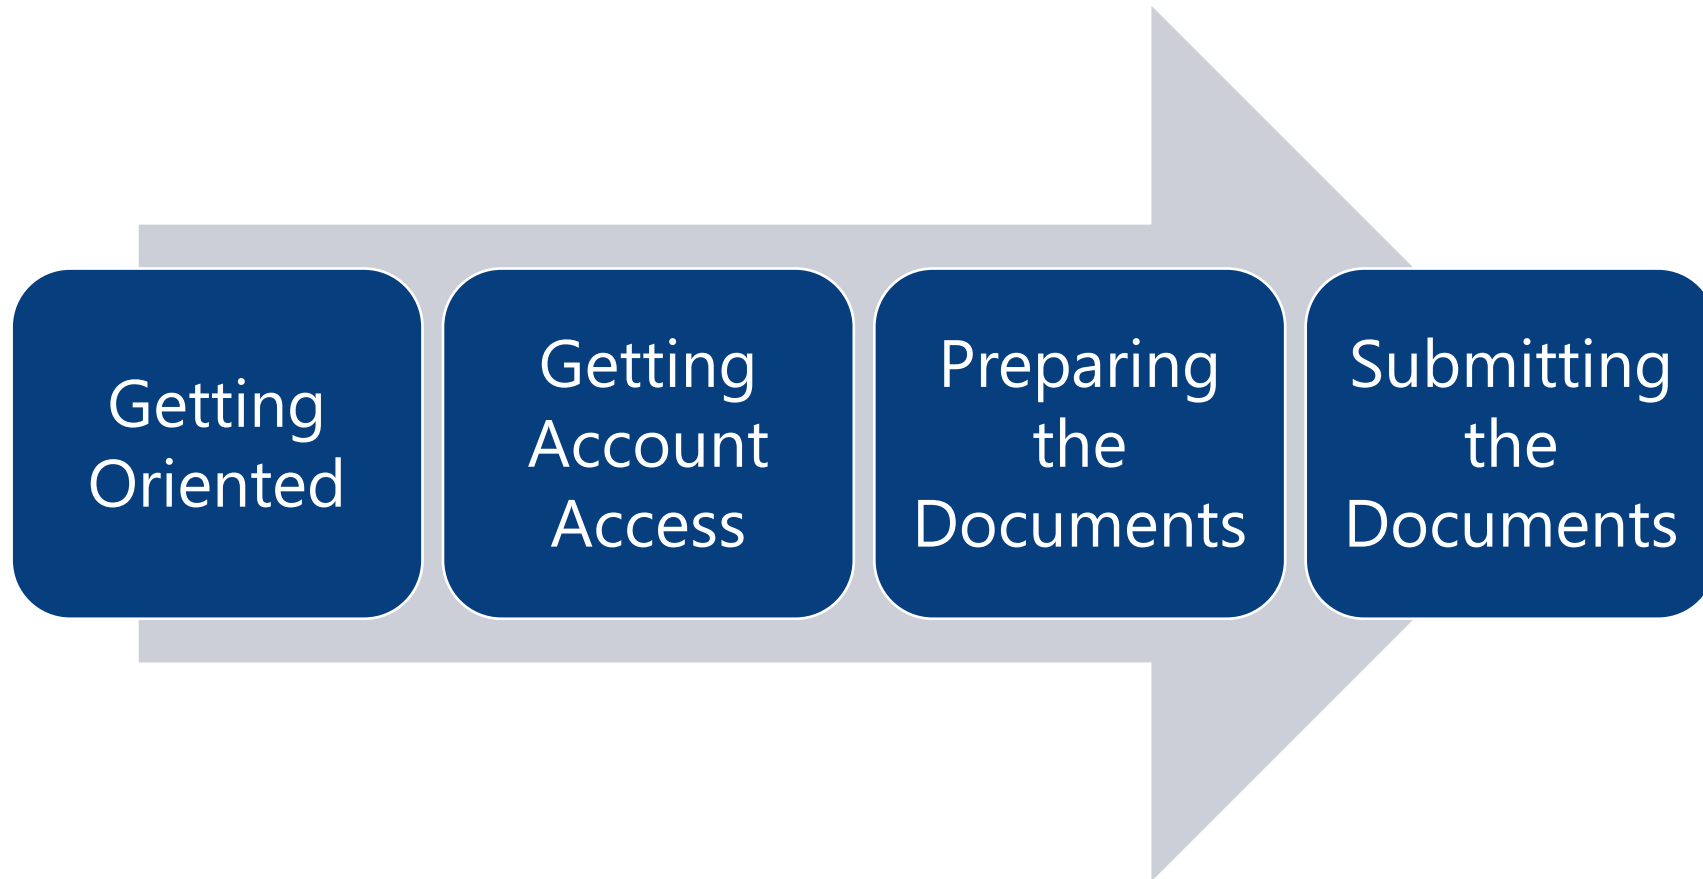 Getting
Oriented
Getting
Account
Access
Preparing
the
Documents
Submitting
the
Documents